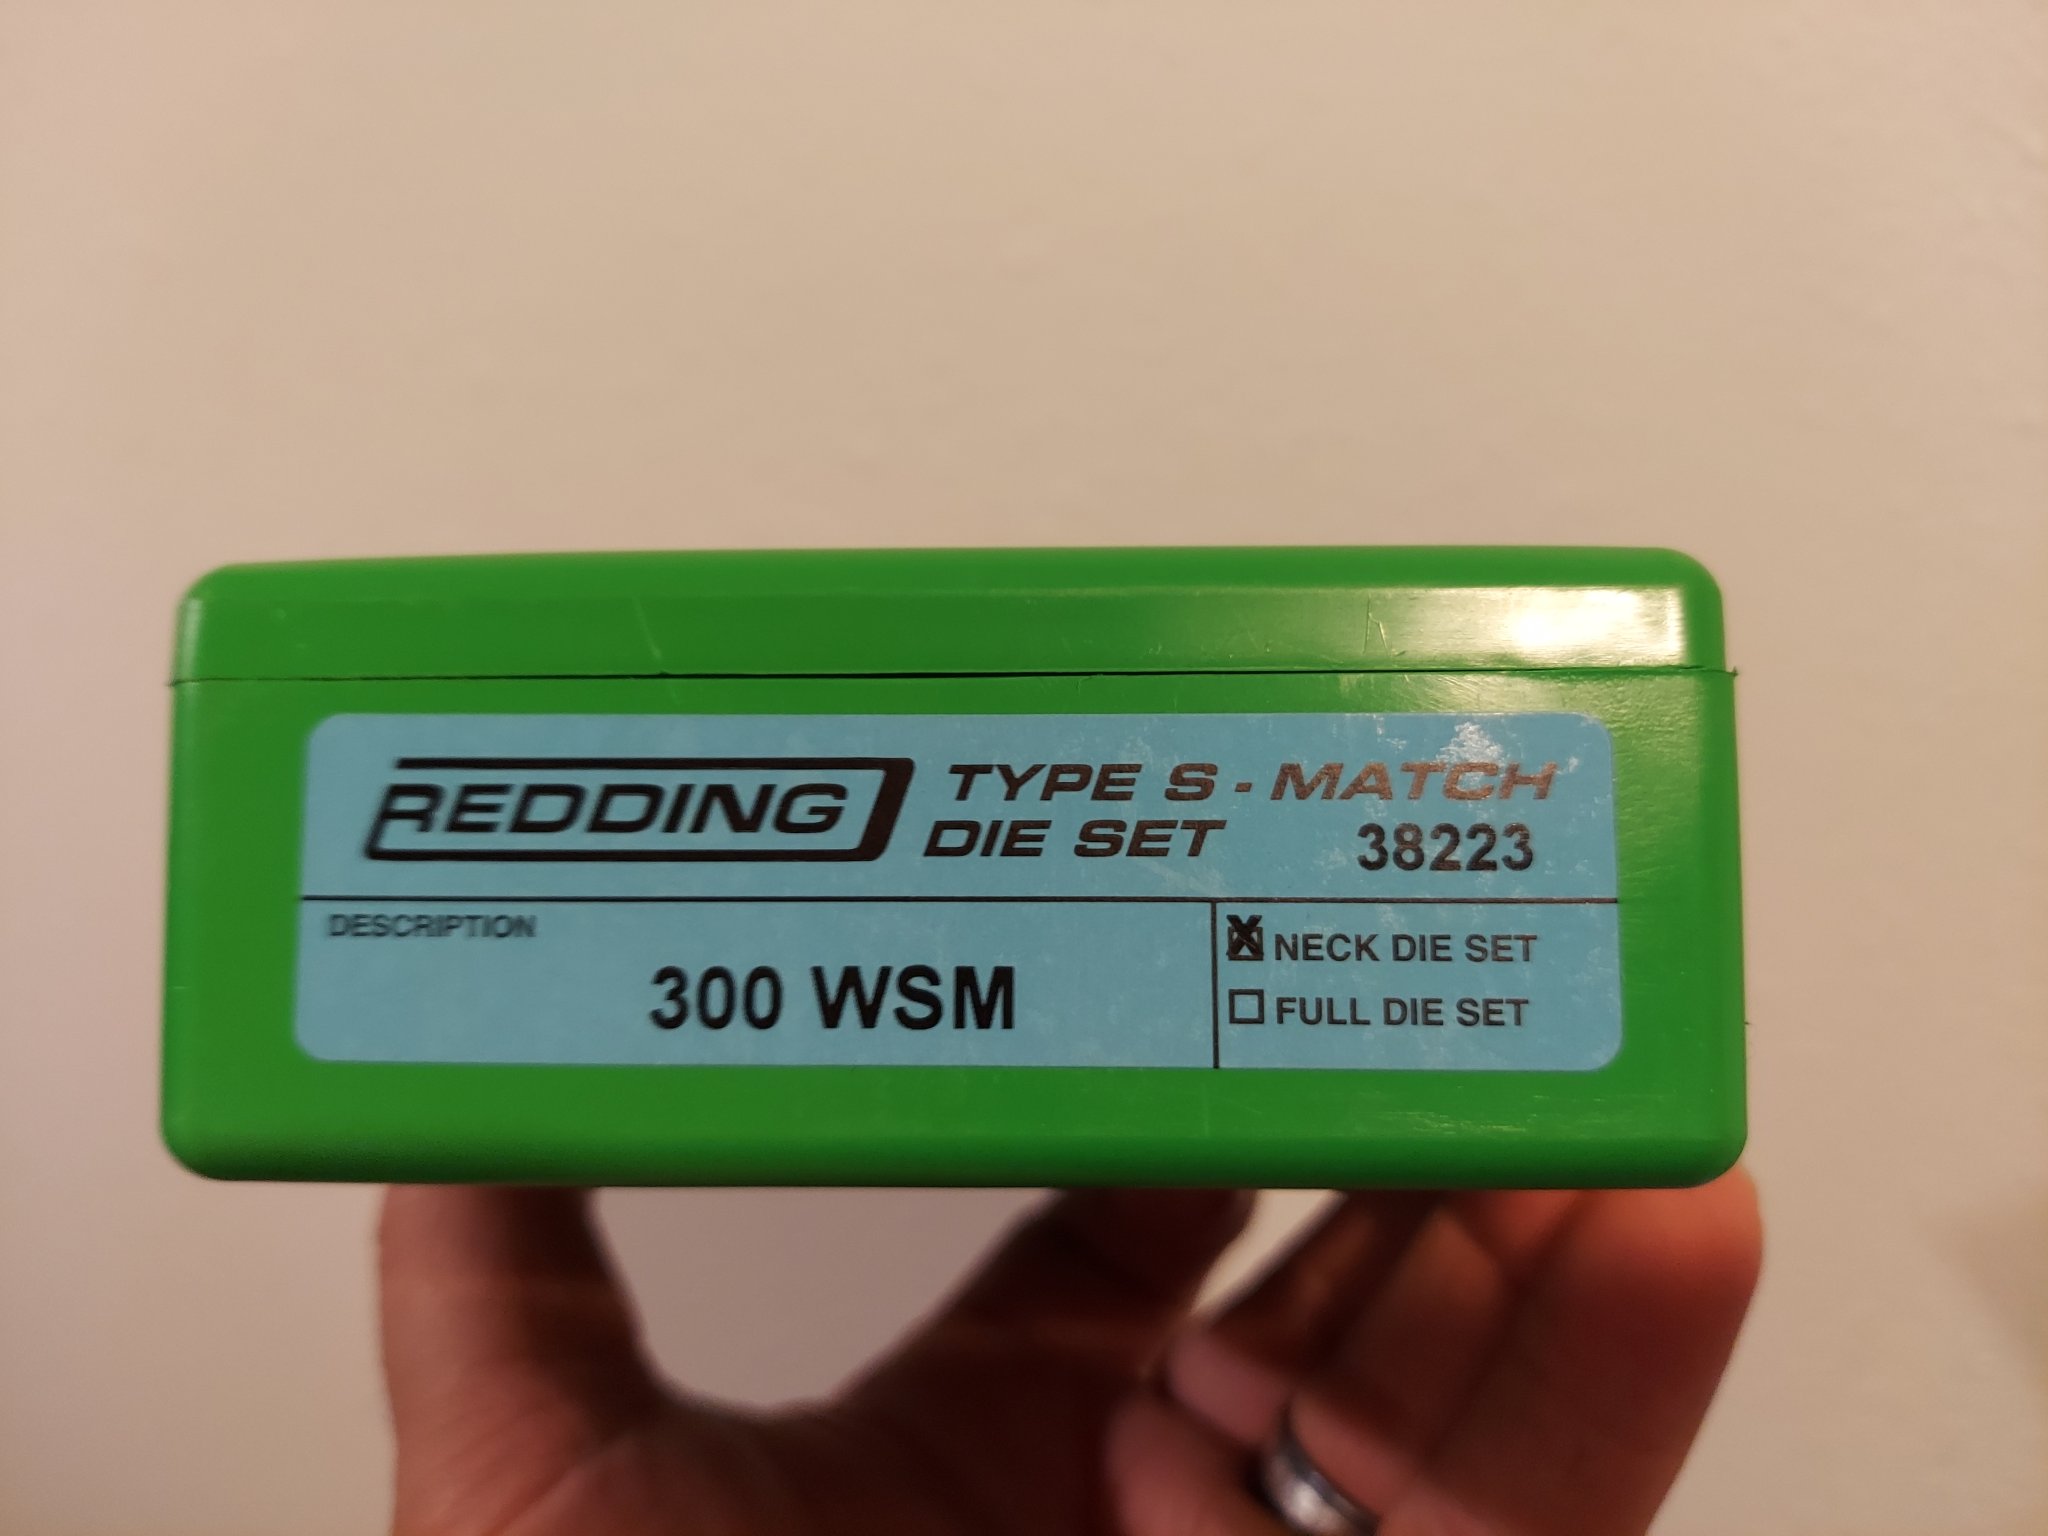 REDDING
TYPE S - MATCH
DIE SET 38223
DESCRIPTION
300 WSM
NECK DIE SET
FULL DIE SET